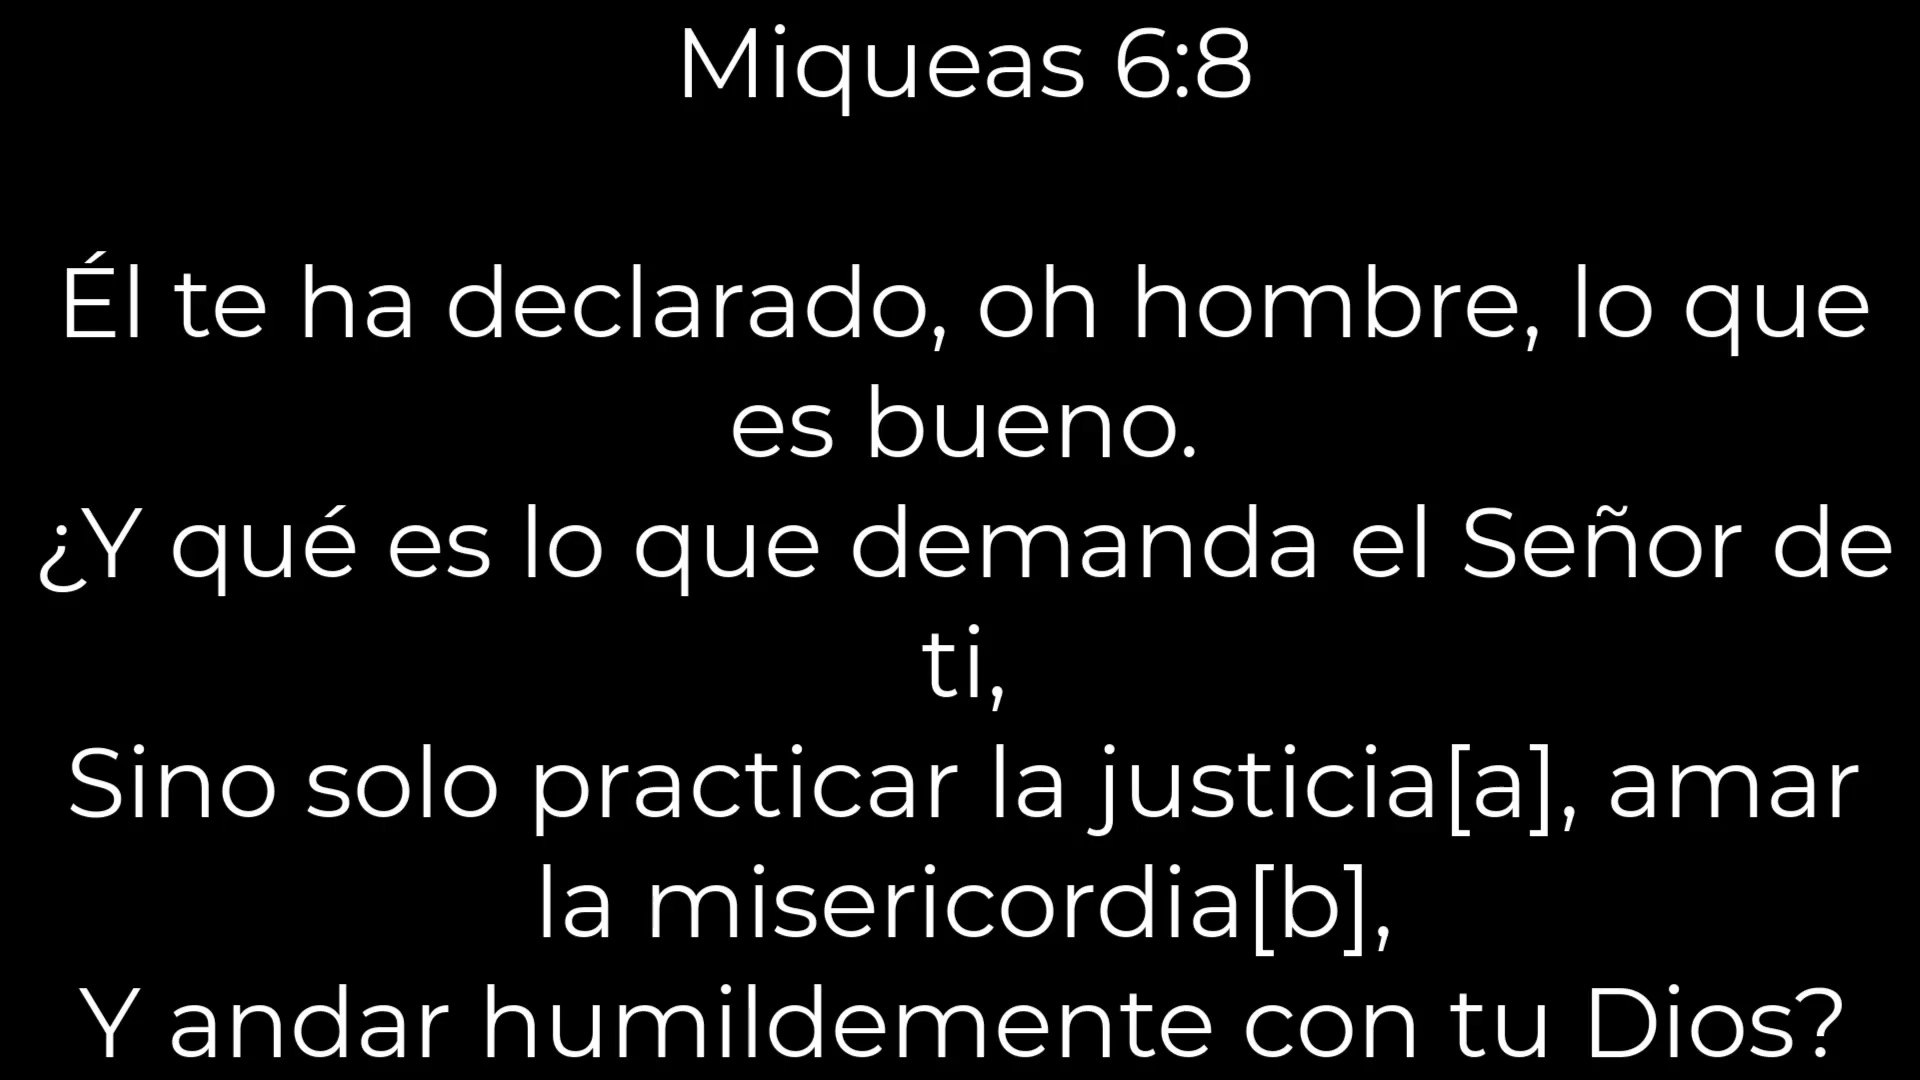 Miqueas 6:8
Él te ha declarado, oh hombre, lo que
es bueno.
¿Y qué es lo que demanda el Señor de
ti,
Sino solo practicar la justicia[a], amar
la misericordia[b],
Y andar humildemente con tu Dios?